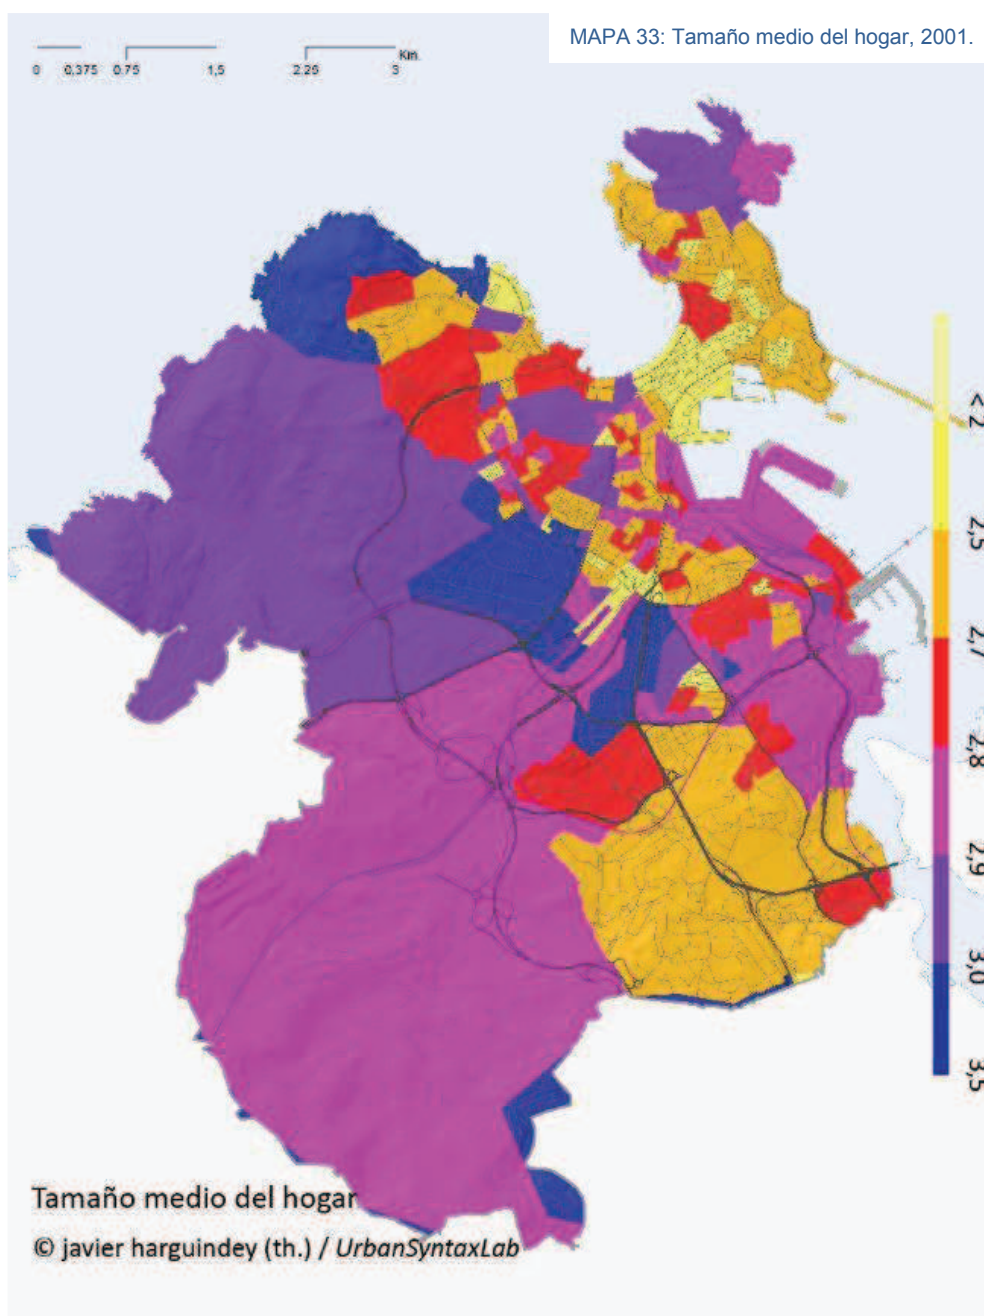 MAPA 33: Tamaño medio del hogar, 2001.
Km.
0 0,375 0,75 1,5 2,25 3
< 2
2,5
2,7
2,8
2,9
3,0
3,5
Tamaño medio del hogar
© javier harguindey (th.) / UrbanSyntaxLab